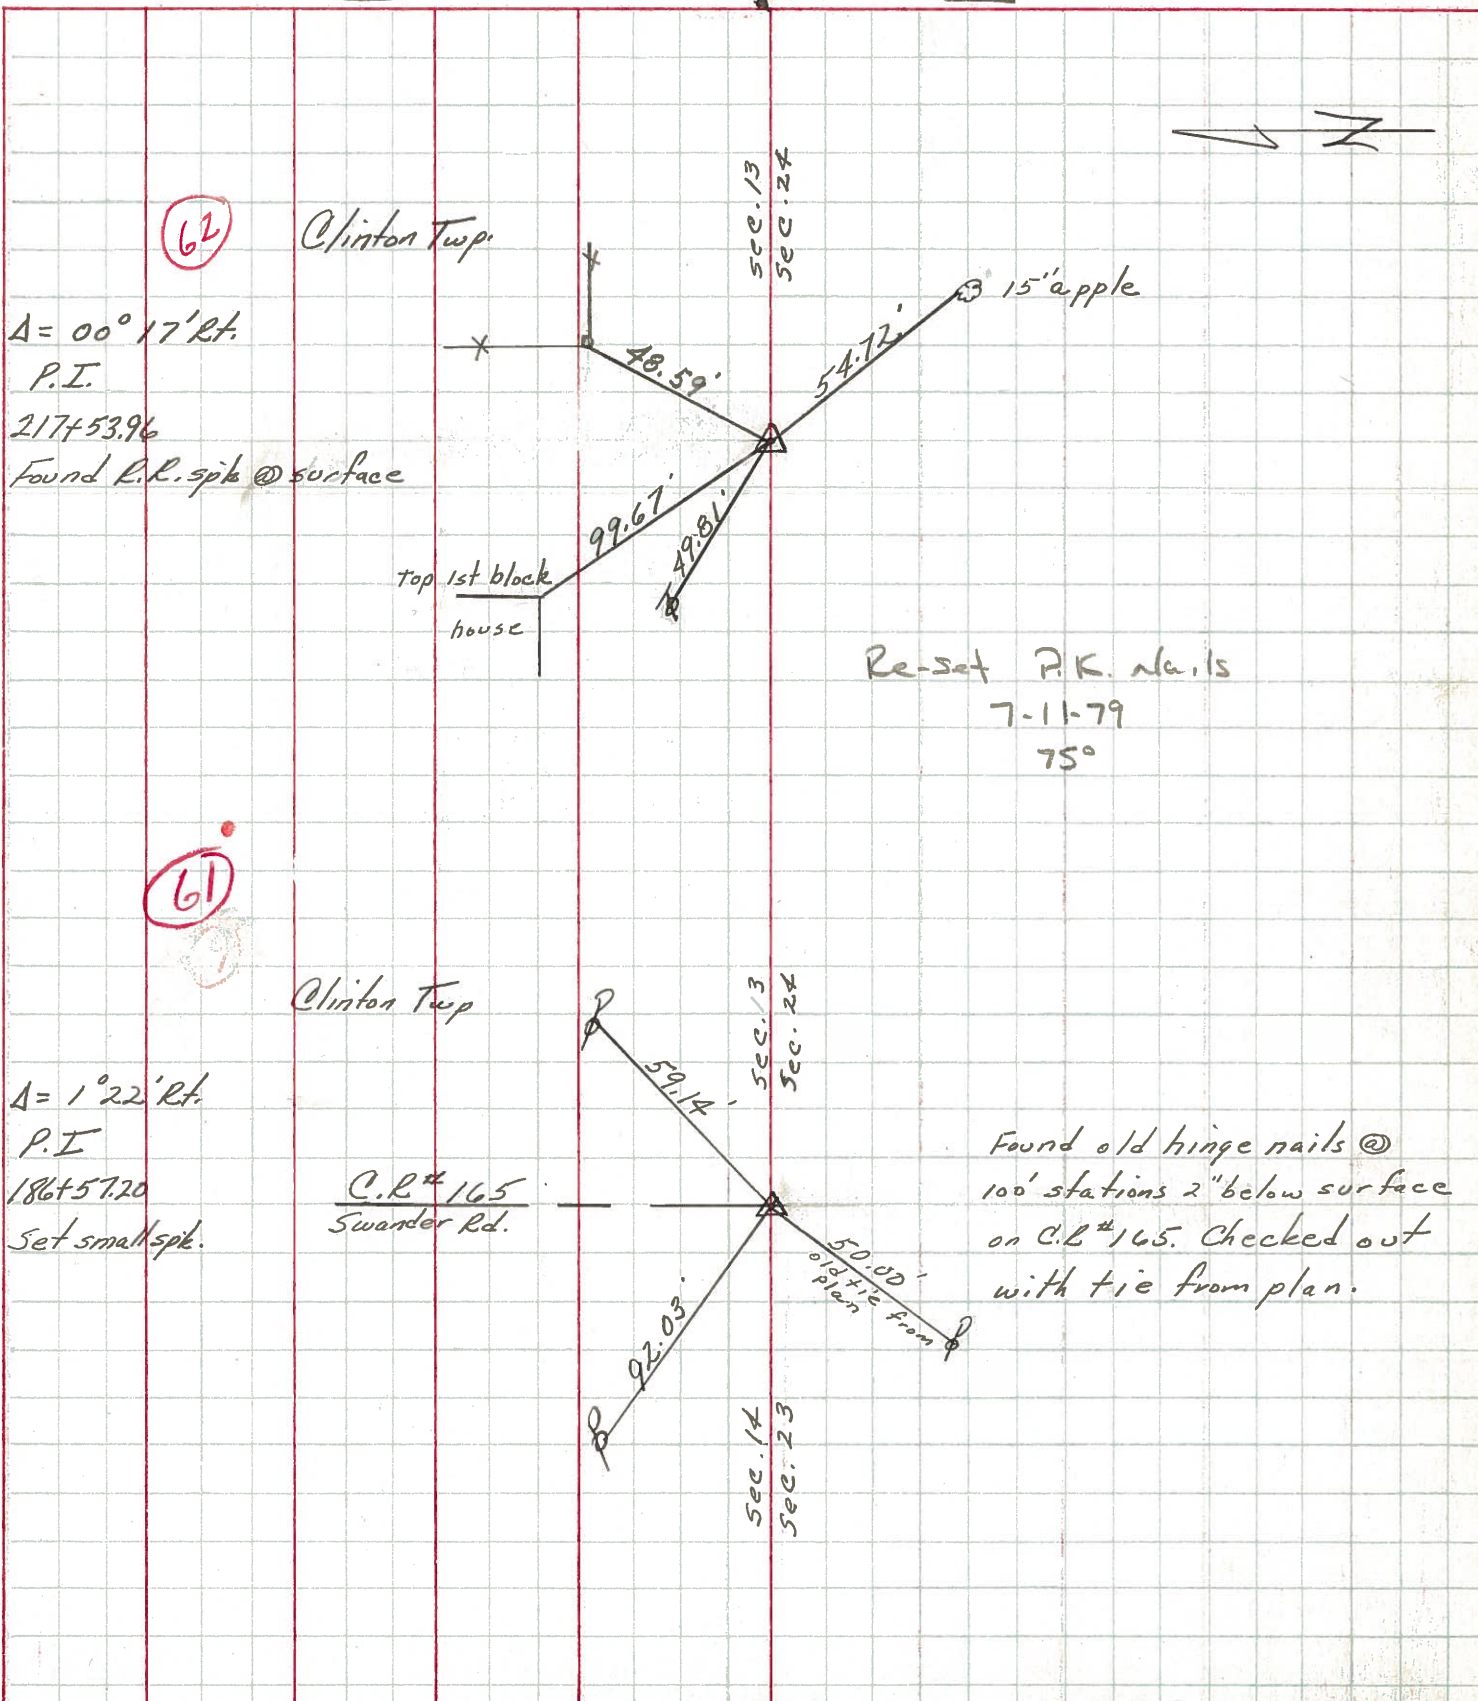 N
62
Clinton Twp.
Sec. 13
Sec. 24
15" apple
Δ = 00° 17' Rt.
P.I.
217+53.96
Found R.R. spk @ surface
48.59'
54.72'
99.67'
49.81'
Top 1st block
house
Re-set P.K. Nails
7-11-79
75°
61
Clinton Twp
Sec. 13
Sec. 24
Δ = 1° 22' Rt.
P.I
186+57.20
Set small spk.
59.14'
C.R # 165
Swander Rd.
50.00'
old tie from
plan
92.03'
Found old hinge nails @
100' stations 2" below surface
on C.R # 165. Checked out
with tie from plan.
Sec. 14
Sec. 23